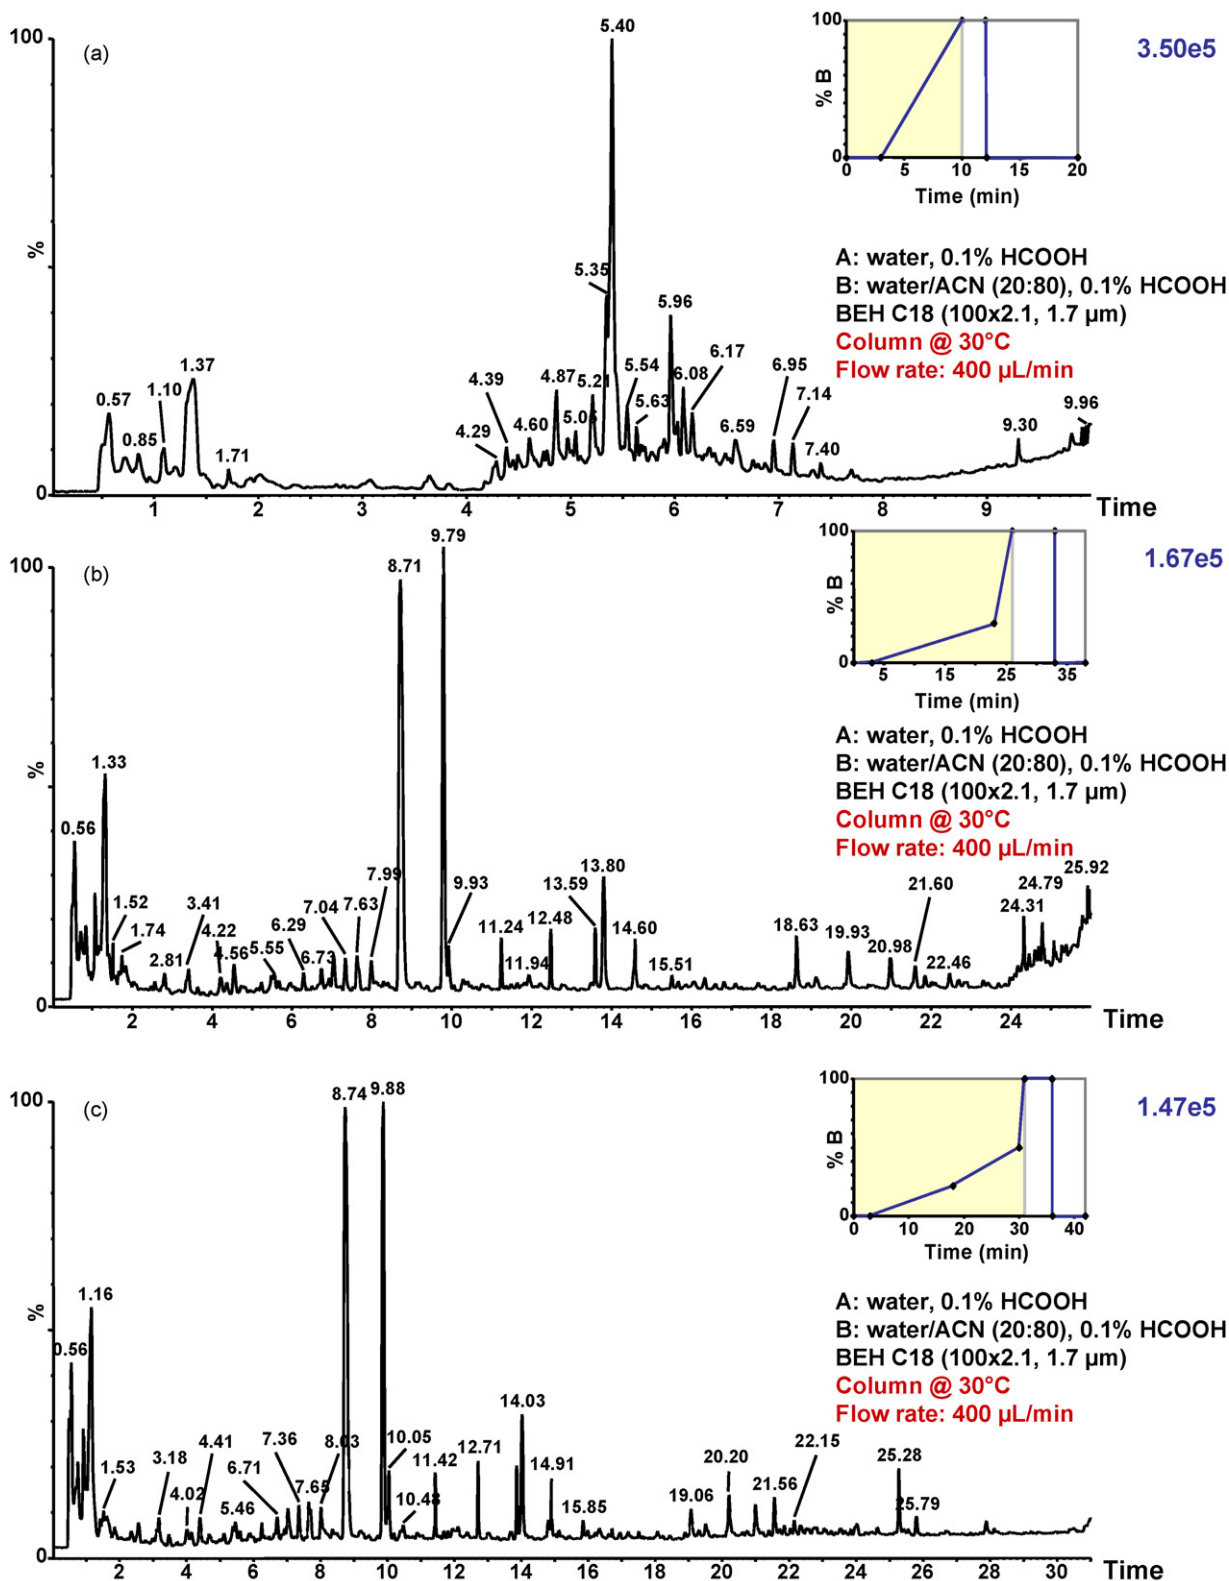 (a)
3.50e5
100
%
0
5.40
5.35
5.96
0.57
0.85
1.10
1.37
1.71
4.29
4.39
4.60
4.87
5.21
5.54
5.63
6.08
6.17
6.59
6.95
7.14
7.40
9.30
9.96
1 2 3 4 5 6 7 8 9 Time
100
% B
0
0 5 10 15 20
Time (min)
A: water, 0.1% HCOOH
B: water/ACN (20:80), 0.1% HCOOH
BEH C18 (100x2.1, 1.7 µm)
Column @ 30°C
Flow rate: 400 µL/min
(b)
1.67e5
100
%
0
0.56
1.33
1.52
1.74
2.81
3.41
4.22
4.56
5.55
6.29
6.73
7.04
7.63
7.99
8.71
9.79
9.93
11.24
11.94
12.48
13.59
13.80
14.60
15.51
18.63
19.93
20.98
21.60
22.46
24.31
24.79
25.92
2 4 6 8 10 12 14 16 18 20 22 24 Time
100
% B
0
5 15 25 35
Time (min)
A: water, 0.1% HCOOH
B: water/ACN (20:80), 0.1% HCOOH
BEH C18 (100x2.1, 1.7 µm)
Column @ 30°C
Flow rate: 400 µL/min
(c)
1.47e5
100
%
0
0.56
1.16
1.53
3.18
4.02
4.41
5.46
6.71
7.36
7.65
8.03
8.74
9.88
10.05
10.48
11.42
12.71
14.03
14.91
15.85
19.06
20.20
21.56
22.15
25.28
25.79
2 4 6 8 10 12 14 16 18 20 22 24 26 28 30 Time
100
% B
0
0 10 20 30 40
Time (min)
A: water, 0.1% HCOOH
B: water/ACN (20:80), 0.1% HCOOH
BEH C18 (100x2.1, 1.7 µm)
Column @ 30°C
Flow rate: 400 µL/min